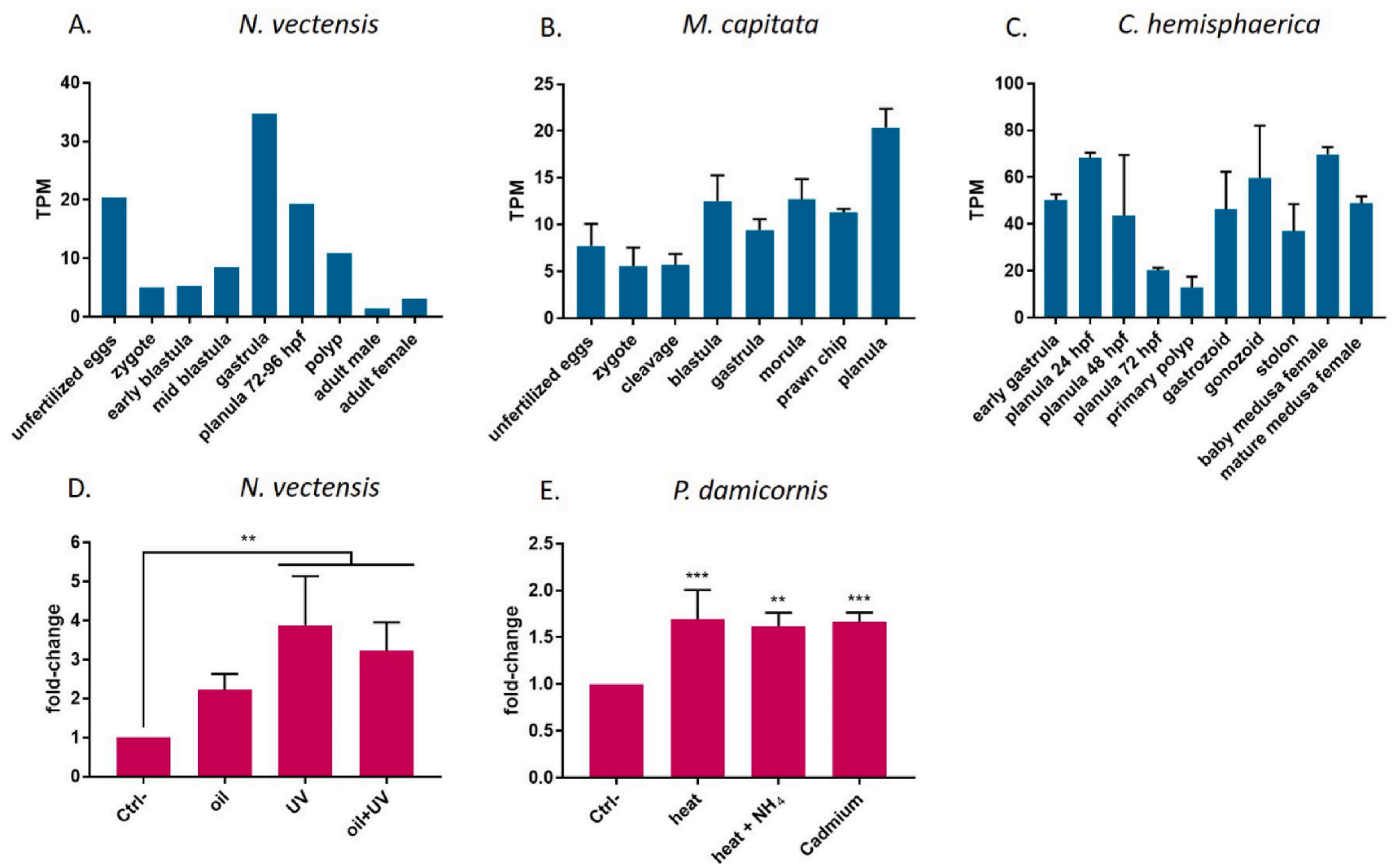 A. N. vectensis
TPM
40
30
20
10
0
unfertilized eggs
zygote
early blastula
mid blastula
gastrula
planula 72-96 hpf
polyp
adult male
adult female
B. M. capitata
TPM
25
20
15
10
5
0
unfertilized eggs
zygote
cleavage
blastula
gastrula
morula
prawn chip
planula
C. C. hemisphaerica
TPM
100
80
60
40
20
0
early gastrula
planula 24 hpf
planula 48 hpf
planula 72 hpf
primary polyp
gastrozoid
gonozoid
stolon
baby medusa female
mature medusa female
D. N. vectensis
fold-change
6
5
4
3
2
1
0
**
Ctrl-
oil
UV
oil+UV
E. P. damicornis
fold-change
2.5
2.0
1.5
1.0
0.5
0.0
***
**
***
Ctrl-
heat
heat + NH₄
Cadmium